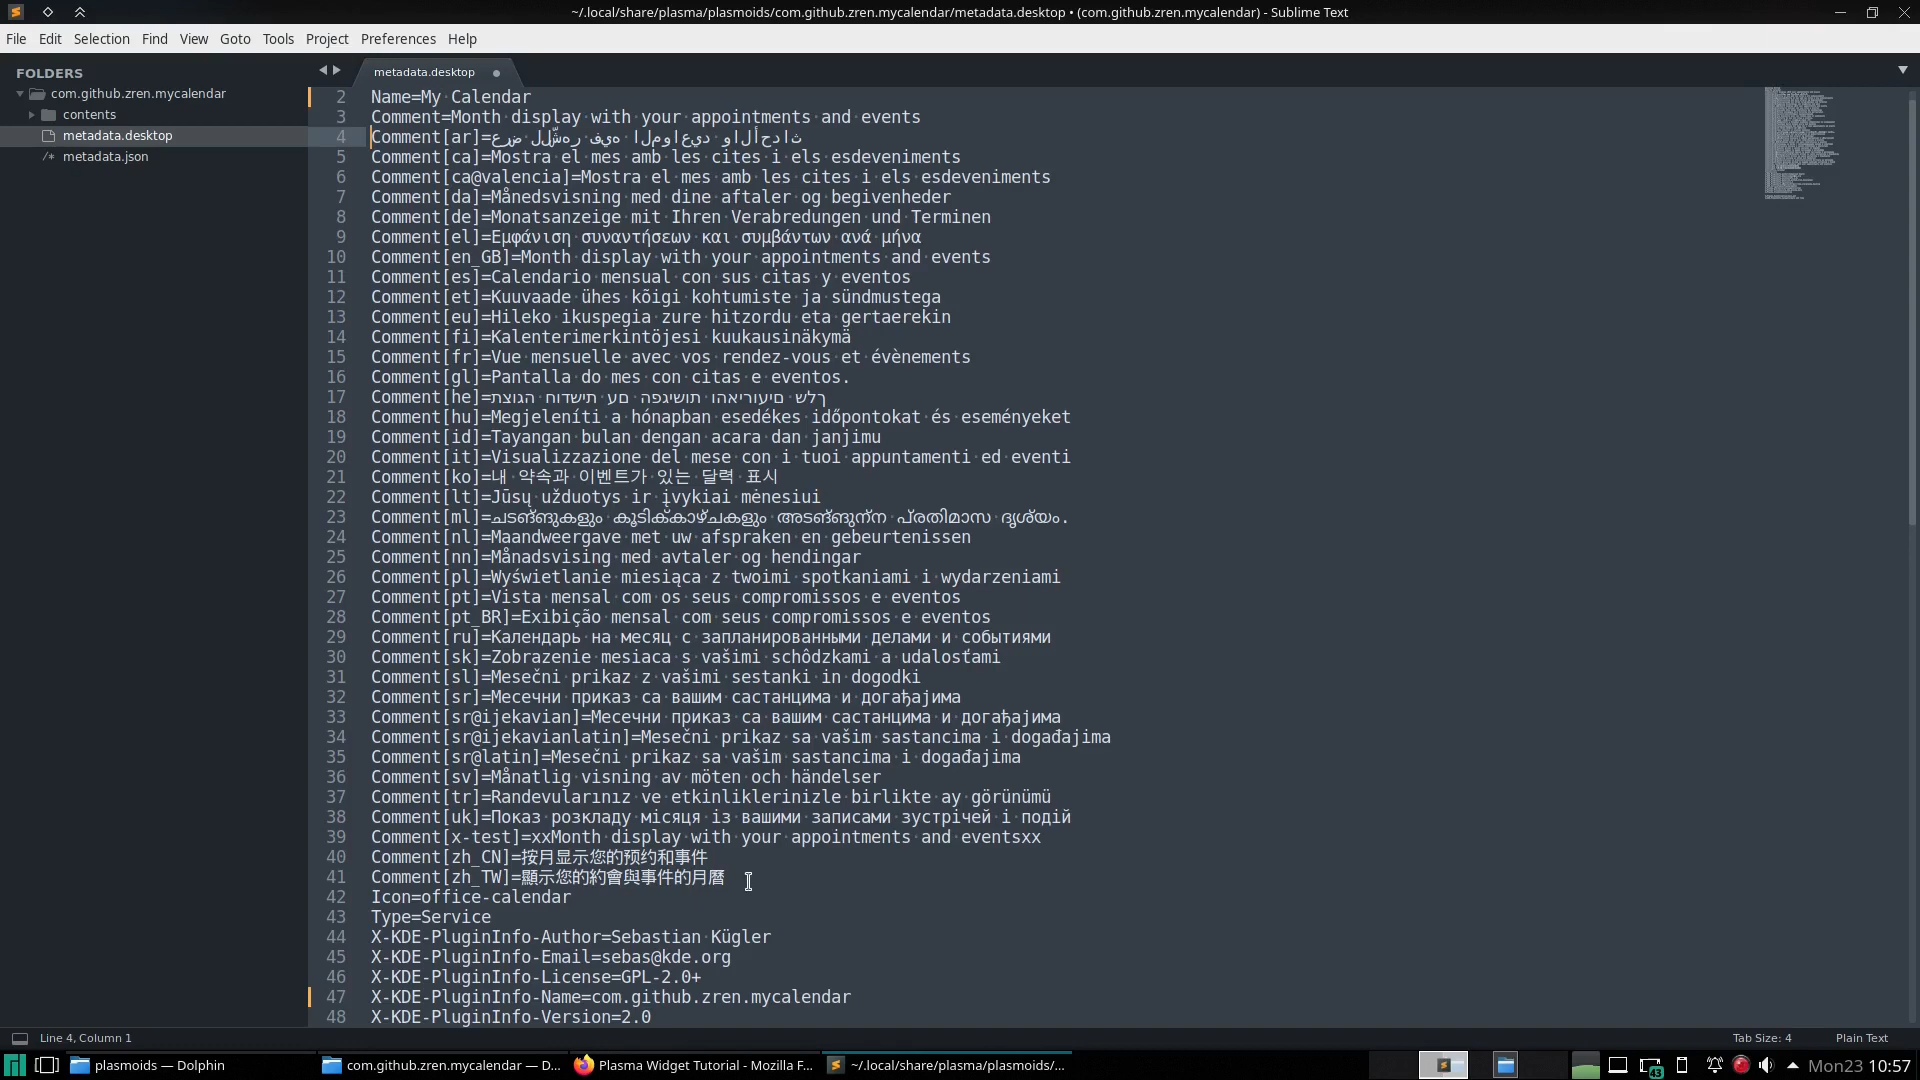 ~/.local/share/plasma/plasmoids/com.github.zren.mycalendar/metadata.desktop • (com.github.zren.mycalendar) - Sublime Text
File Edit Selection Find View Goto Tools Project Preferences Help
FOLDERS
com.github.zren.mycalendar
contents
metadata.desktop
/* metadata.json
metadata.desktop
2 Name=My Calendar
3 Comment=Month display with your appointments and events
4 Comment[ar]=عرض للشّهر فيه المواعيد والأحداث
5 Comment[ca]=Mostra el mes amb les cites i els esdeveniments
6 Comment[ca@valencia]=Mostra el mes amb les cites i els esdeveniments
7 Comment[da]=Månedsvisning med dine aftaler og begivenheder
8 Comment[de]=Monatsanzeige mit Ihren Verabredungen und Terminen
9 Comment[el]=Εμφάνιση συναντήσεων και συμβάντων ανά μήνα
10 Comment[en_GB]=Month display with your appointments and events
11 Comment[es]=Calendario mensual con sus citas y eventos
12 Comment[et]=Kuuvaade ühes kõigi kohtumiste ja sündmustega
13 Comment[eu]=Hileko ikuspegia zure hitzordu eta gertaerekin
14 Comment[fi]=Kalenterimerkintöjesi kuukausinäkymä
15 Comment[fr]=Vue mensuelle avec vos rendez-vous et évènements
16 Comment[gl]=Pantalla do mes con citas e eventos.
17 Comment[he]=תצוגה חודשית עם הפגישות והאירועים שלך
18 Comment[hu]=Megjeleníti a hónapban esedékes időpontokat és eseményeket
19 Comment[id]=Tayangan bulan dengan acara dan janjimu
20 Comment[it]=Visualizzazione del mese con i tuoi appuntamenti ed eventi
21 Comment[ko]=내 약속과 이벤트가 있는 달력 표시
22 Comment[lt]=Jūsų užduotys ir įvykiai mėnesiui
23 Comment[ml]=ചടങ്ങുകളും കൂടിക്കാഴ്ചകളും അടങ്ങുന്ന പ്രതിമാസ ദൃശ്യം.
24 Comment[nl]=Maandweergave met uw afspraken en gebeurtenissen
25 Comment[nn]=Månadsvising med avtaler og hendingar
26 Comment[pl]=Wyświetlanie miesiąca z twoimi spotkaniami i wydarzeniami
27 Comment[pt]=Vista mensal com os seus compromissos e eventos
28 Comment[pt_BR]=Exibição mensal com seus compromissos e eventos
29 Comment[ru]=Календарь на месяц с запланированными делами и событиями
30 Comment[sk]=Zobrazenie mesiaca s vašimi schôdzkami a udalosťami
31 Comment[sl]=Mesečni prikaz z vašimi sestanki in dogodki
32 Comment[sr]=Месечни приказ са вашим састанцима и догађајима
33 Comment[sr@ijekavian]=Месечни приказ са вашим састанцима и догађајима
34 Comment[sr@ijekavianlatin]=Mesečni prikaz sa vašim sastancima i događajima
35 Comment[sr@latin]=Mesečni prikaz sa vašim sastancima i događajima
36 Comment[sv]=Månatlig visning av möten och händelser
37 Comment[tr]=Randevularınız ve etkinliklerinizle birlikte ay görünümü
38 Comment[uk]=Показ розкладу місяця із вашими записами зустрічей і подій
39 Comment[x-test]=xxMonth display with your appointments and eventsxx
40 Comment[zh_CN]=按月显示您的预约和事件
41 Comment[zh_TW]=顯示您的約會與事件的月曆
42 Icon=office-calendar
43 Type=Service
44 X-KDE-PluginInfo-Author=Sebastian Kügler
45 X-KDE-PluginInfo-Email=sebas@kde.org
46 X-KDE-PluginInfo-License=GPL-2.0+
47 X-KDE-PluginInfo-Name=com.github.zren.mycalendar
48 X-KDE-PluginInfo-Version=2.0
Line 4, Column 1 Tab Size: 4 Plain Text
plasmoids — Dolphin com.github.zren.mycalendar — D... Plasma Widget Tutorial - Mozilla F... ~/.local/share/plasma/plasmoids/... 43 Mon23 10:57